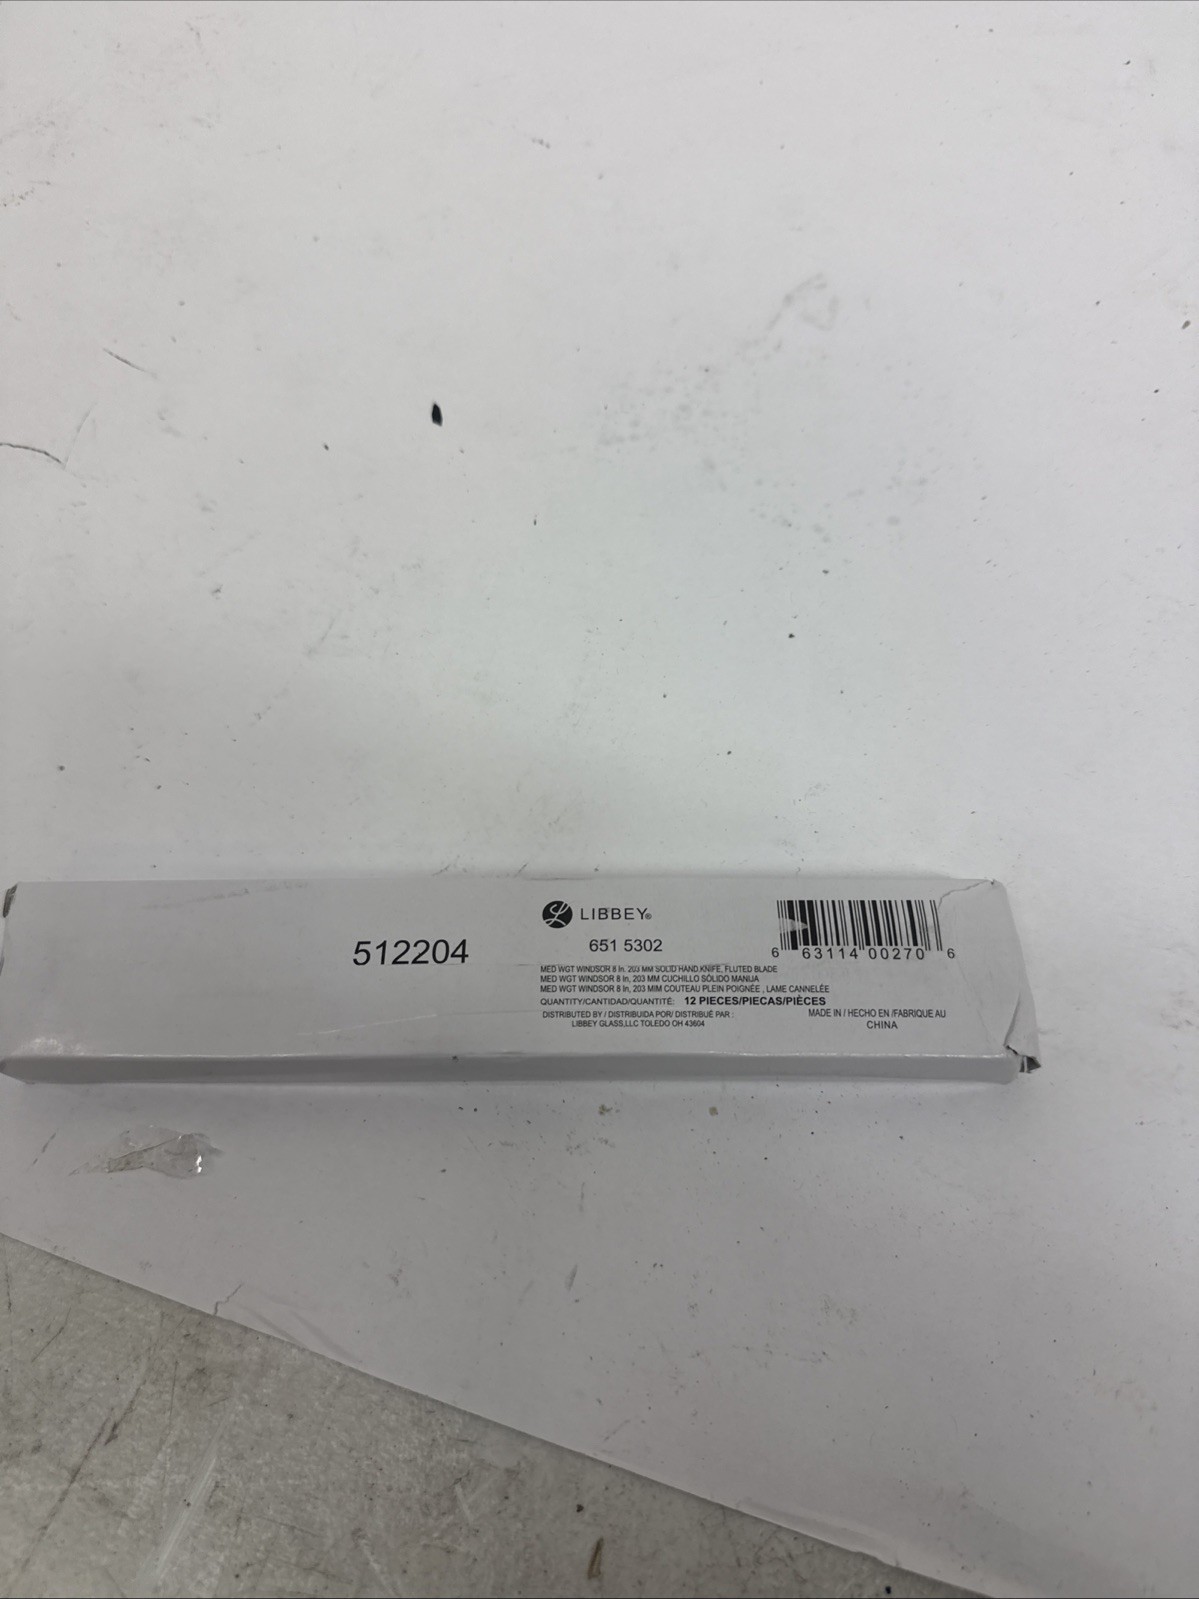 LIBBEY®
512204
651 5302
6 63114 00270 6
MED WGT WINDSOR 8 In, 203 MM SOLID HAND.KNIFE, FLUTED BLADE
MED WGT WINDSOR 8 In, 203 MM CUCHILLO SÓLIDO MANIJA
MED WGT WINDSOR 8 In, 203 MIM COUTEAU PLEIN POIGNÉE , LAME CANNELÉE
QUANTITY/CANTIDAD/QUANTITÉ: 12 PIECES/PIECAS/PIÈCES
DISTRIBUTED BY / DISTRIBUIDA POR/ DISTRIBUÉ PAR :
LIBBEY GLASS,LLC TOLEDO OH 43604
MADE IN / HECHO EN /FABRIQUE AU
CHINA